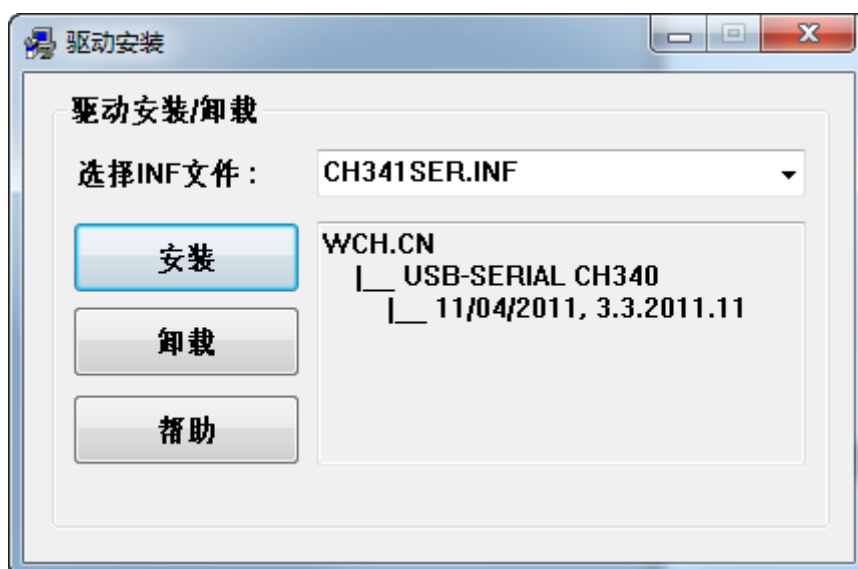 驱动安装
驱动安装/卸载
选择INF文件：
CH341SER.INF
安装
卸载
帮助
WCH.CN
|__ USB-SERIAL CH340
|__ 11/04/2011, 3.3.2011.11